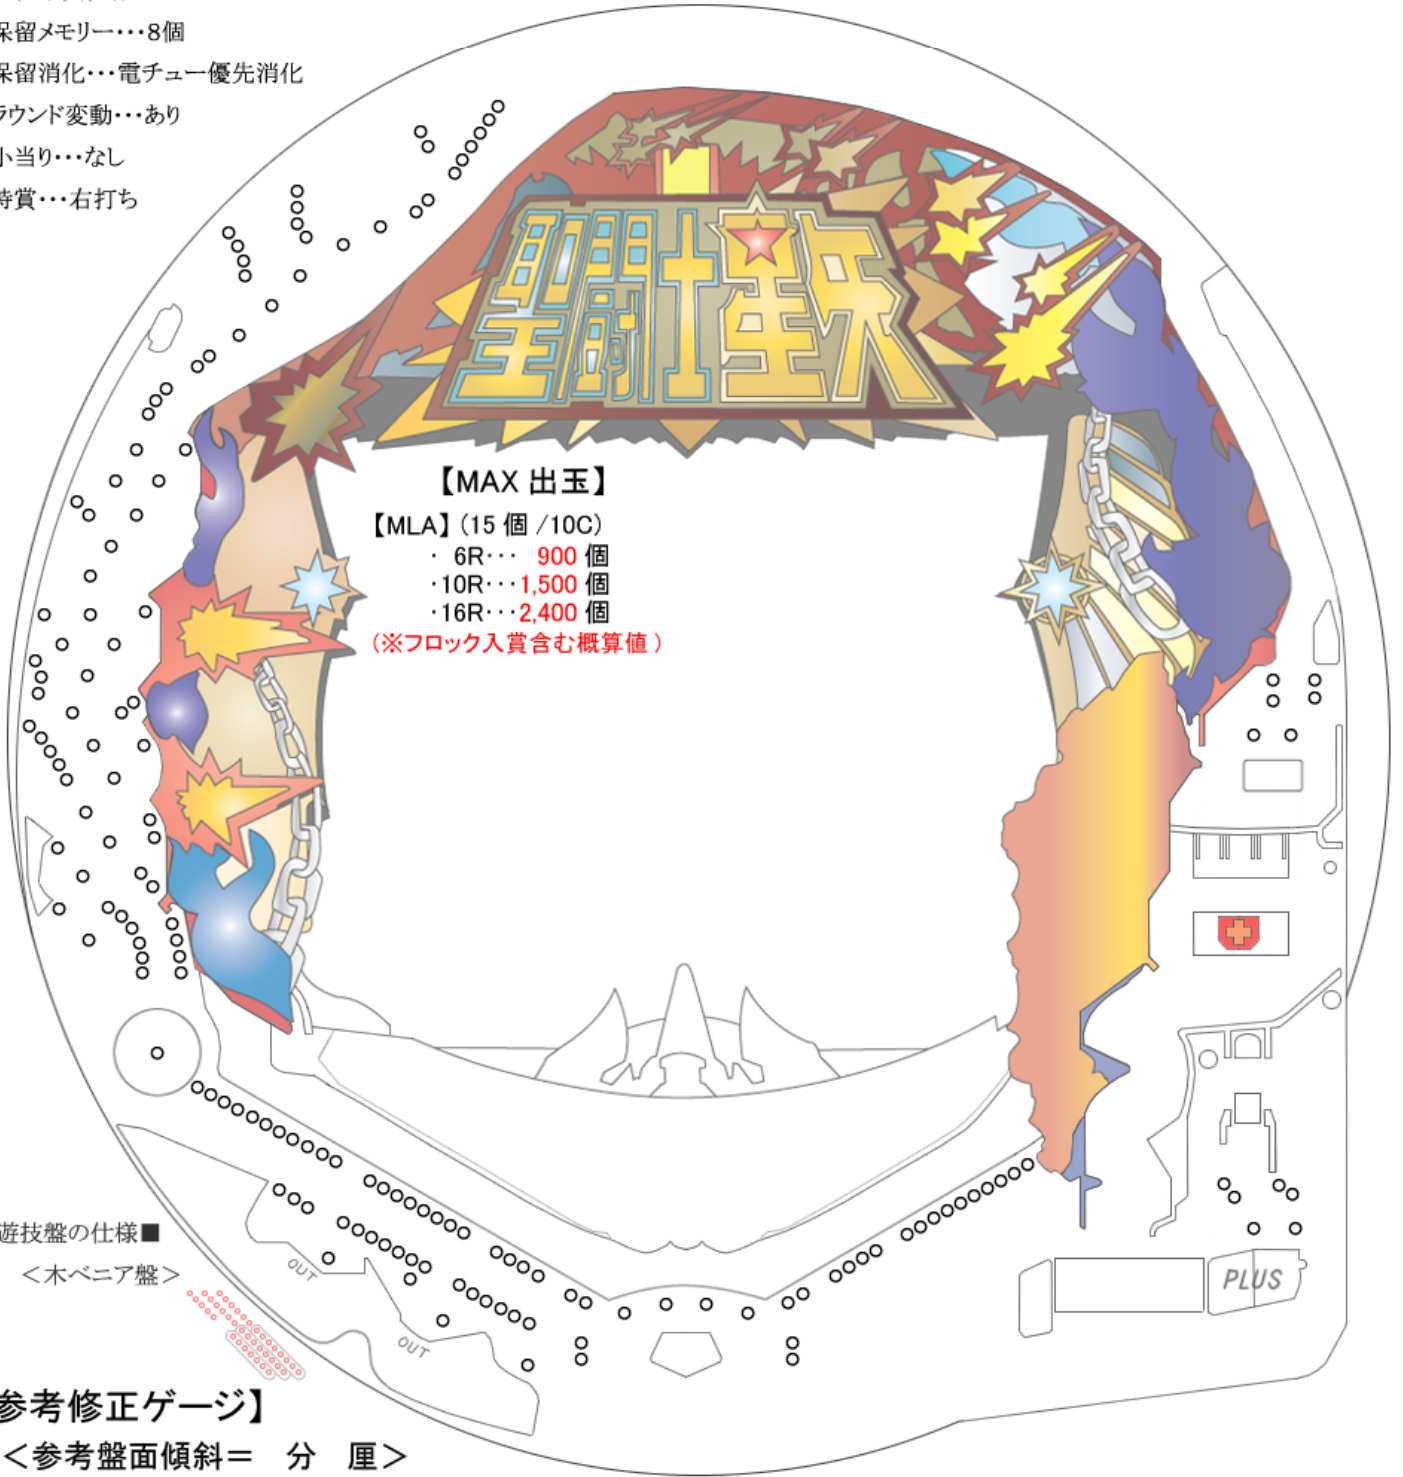 保留メモリー・・・8個
保留消化・・・電チュー優先消化
ラウンド変動・・・あり
小当り・・・なし
特賞・・・右打ち
聖闘士星矢
【MAX 出玉】
【MLA】(15 個 /10C)
・ 6R・・・ 900 個
・10R・・・1,500 個
・16R・・・2,400 個
(※フロック入賞含む概算値 )
遊技盤の仕様■
＜木ベニア盤＞
OUT
OUT
PLUS
参考修正ゲージ】
＜参考盤面傾斜＝ 分 厘＞